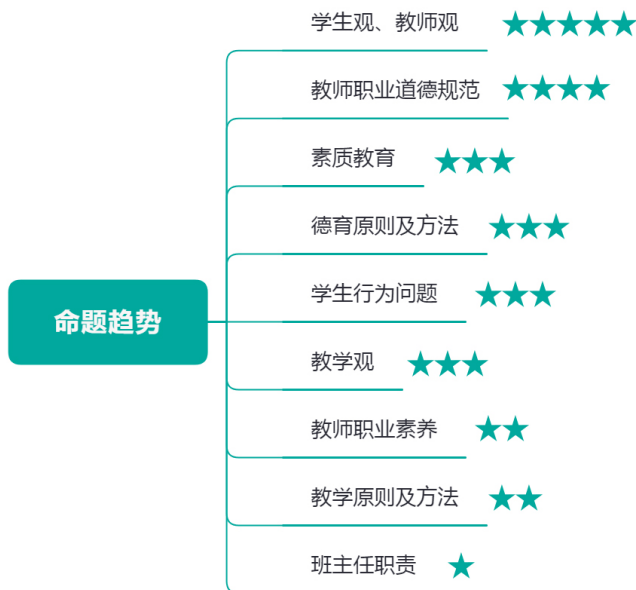 学生观、教师观 ★★★★★
教师职业道德规范 ★★★★
素质教育 ★★★
德育原则及方法 ★★★
学生行为问题 ★★★
命题趋势
教学观 ★★★
教师职业素养 ★★
教学原则及方法 ★★
班主任职责 ★